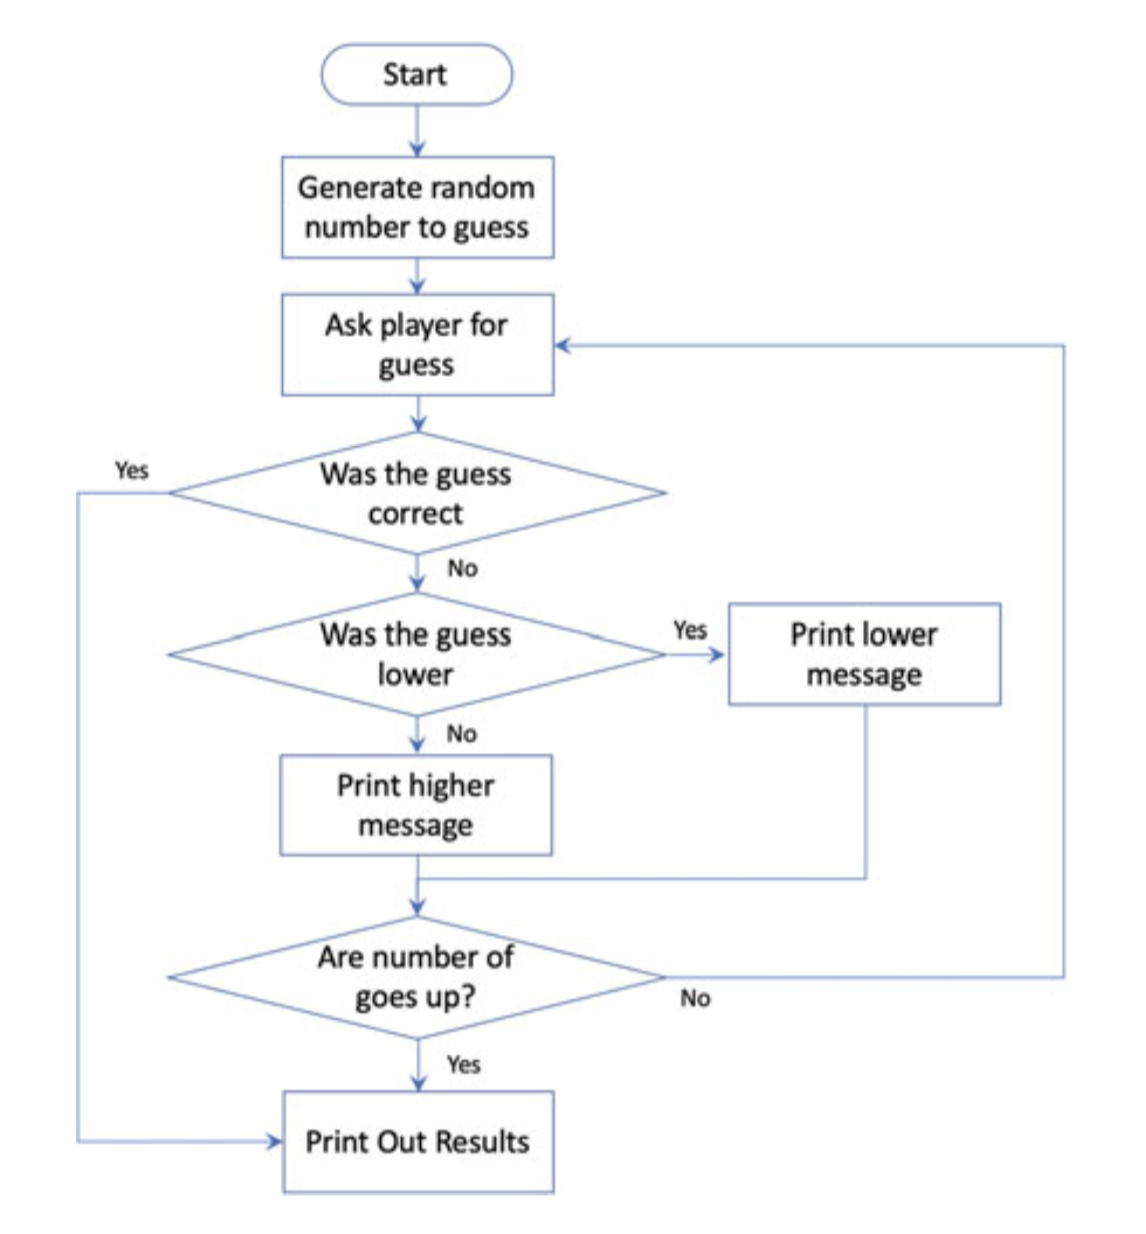 Start
Generate random
number to guess
Ask player for
guess
Yes
Was the guess
correct
No
Was the guess
lower
Yes
Print lower
message
No
Print higher
message
Are number of
goes up?
No
Yes
Print Out Results